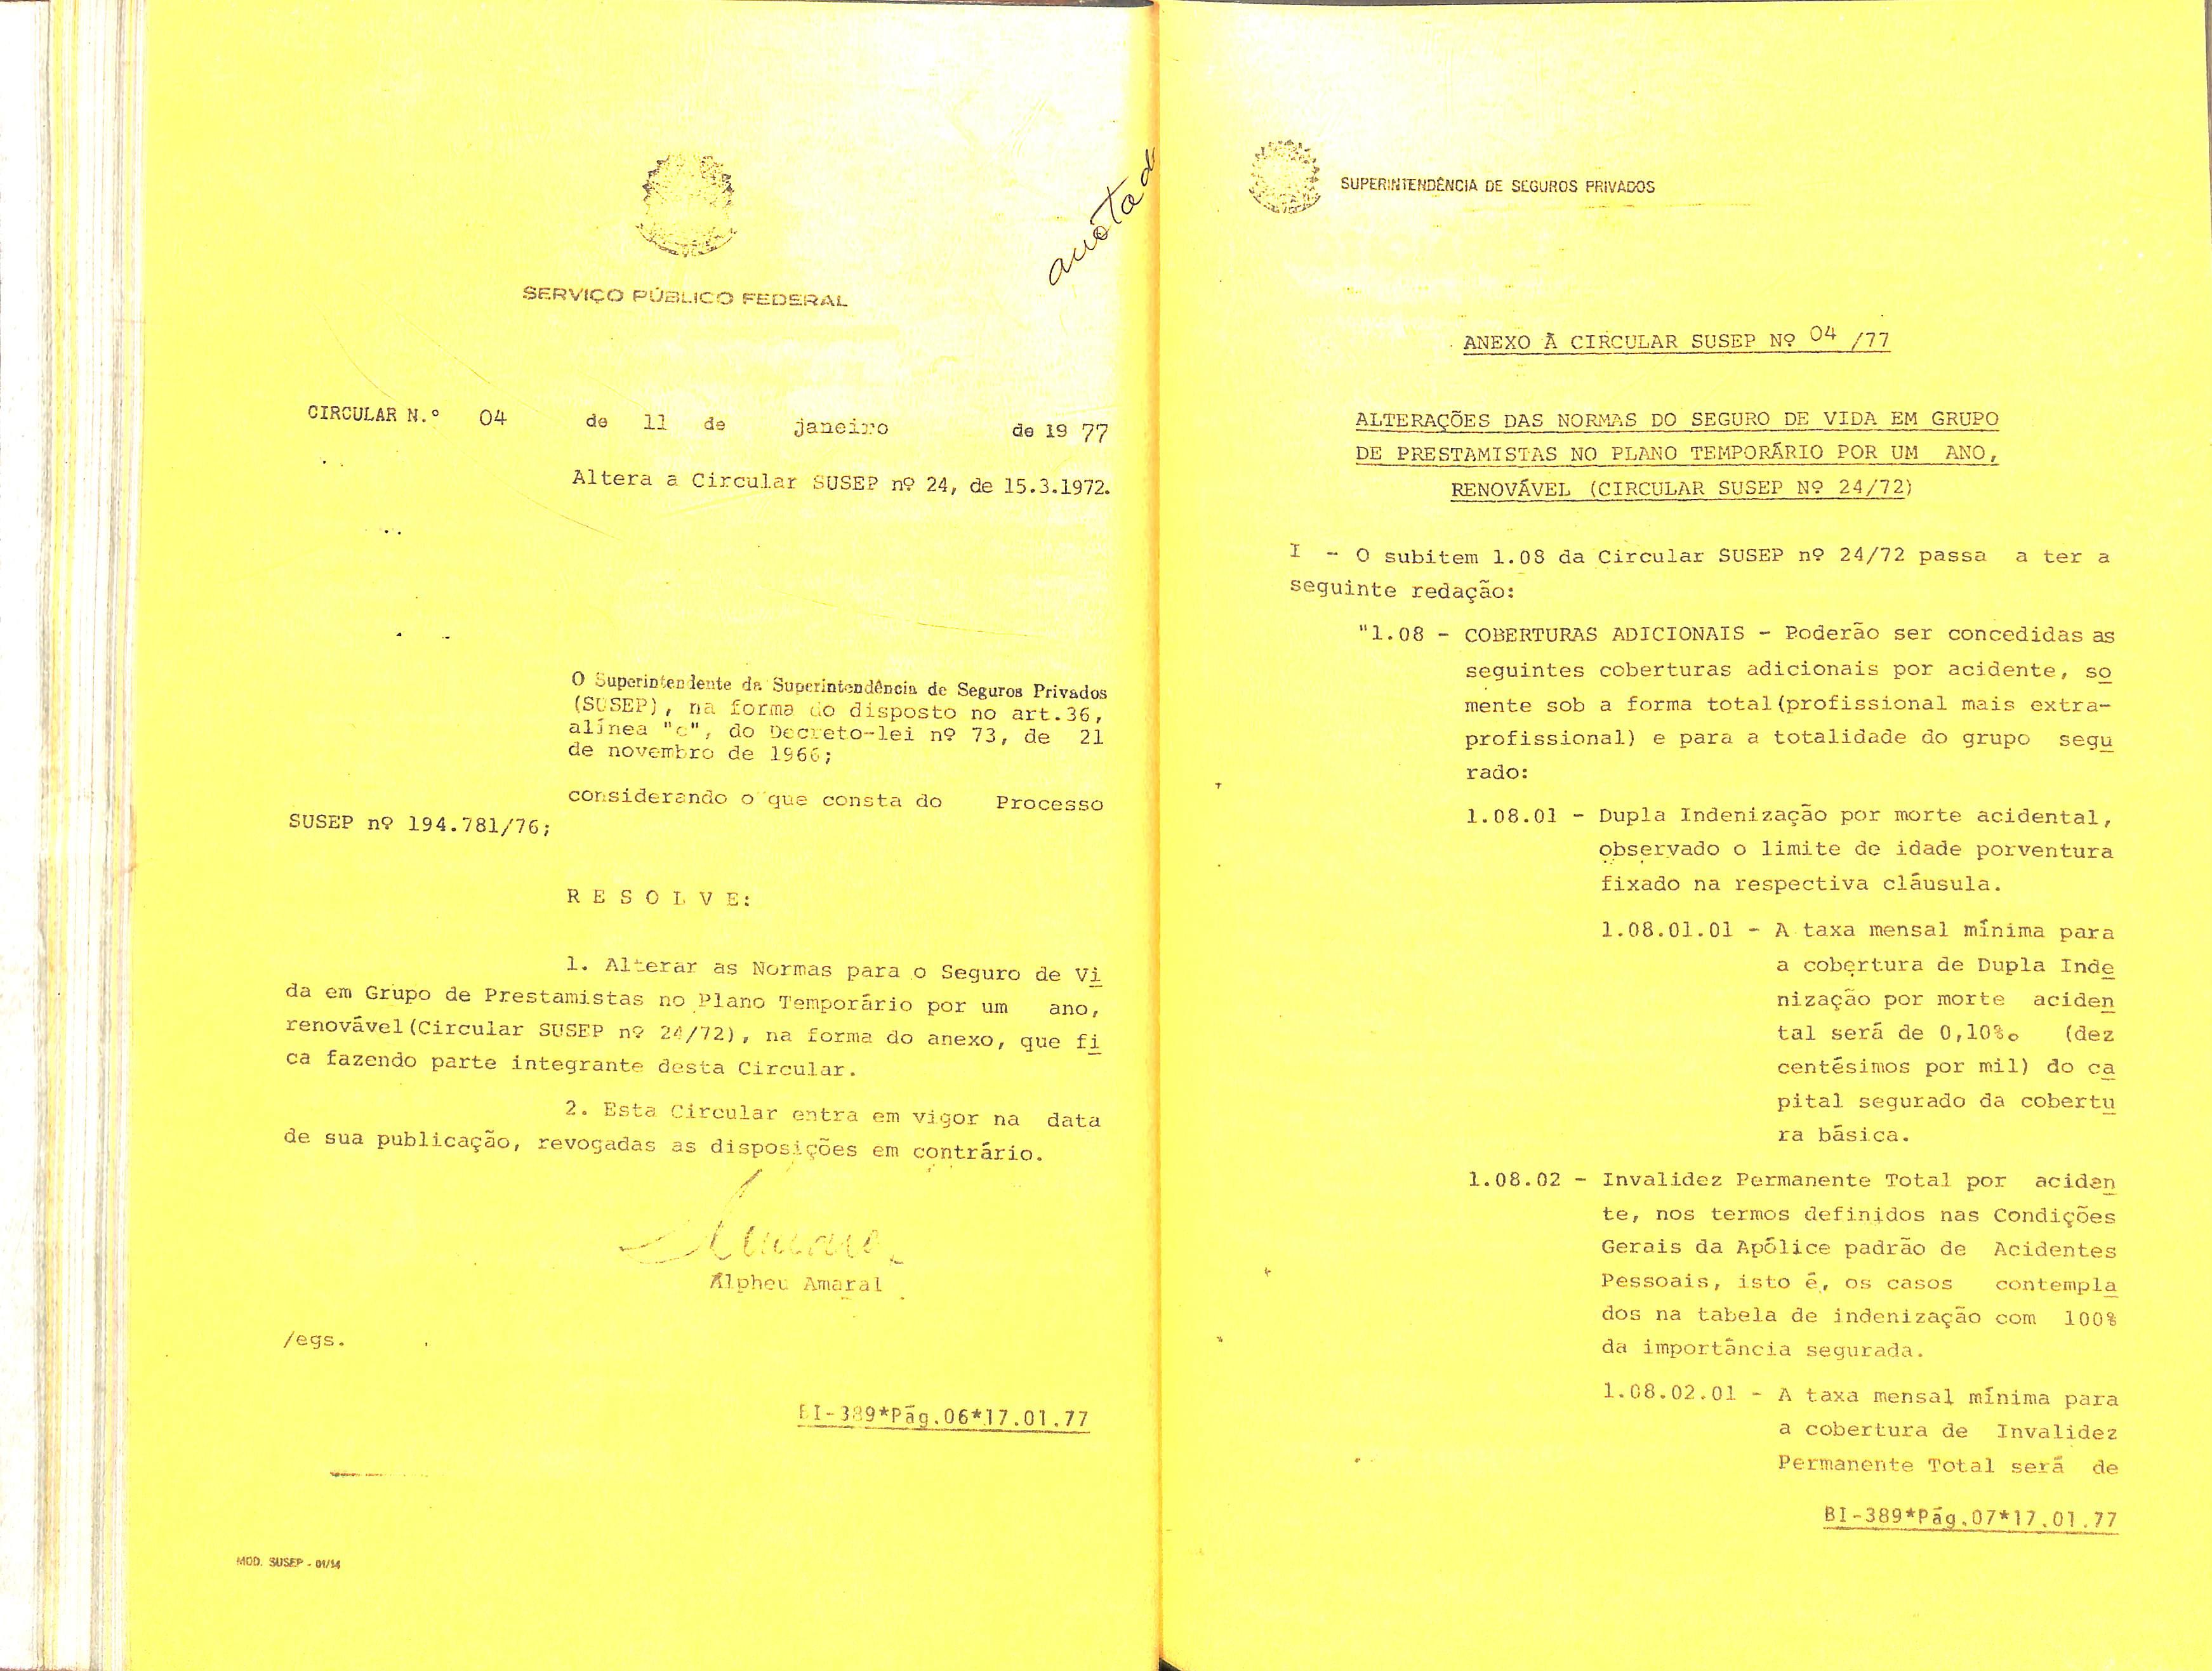 SERVIÇO PÚBLICO FEDERAL
CIRCULAR N.º 04 de 11 de janeiro de 19 77
Altera a Circular SUSEP nº 24, de 15.3.1972.
O Superintendente da Superintendência de Seguros Privados
(SUSEP), na forma do disposto no art.36,
alínea "c", do Decreto-lei nº 73, de 21
de novembro de 1966;
considerando o que consta do Processo
SUSEP nº 194.781/76;
R E S O L V E:
1. Alterar as Normas para o Seguro de Vi
da em Grupo de Prestamistas no Plano Temporário por um ano,
renovável(Circular SUSEP nº 24/72), na forma do anexo, que fi
ca fazendo parte integrante desta Circular.
2. Esta Circular entra em vigor na data
de sua publicação, revogadas as disposições em contrário.
Alpheu Amaral
/egs.
BI-389*Pág.06*17.01.77
MOD. SUSEP - 01/14
SUPERINTENDÊNCIA DE SEGUROS PRIVADOS
ANEXO À CIRCULAR SUSEP Nº 04 /77
ALTERAÇÕES DAS NORMAS DO SEGURO DE VIDA EM GRUPO
DE PRESTAMISTAS NO PLANO TEMPORÁRIO POR UM ANO,
RENOVÁVEL (CIRCULAR SUSEP Nº 24/72)
I - O subitem 1.08 da Circular SUSEP nº 24/72 passa a ter a
seguinte redação:
"1.08 - COBERTURAS ADICIONAIS - Poderão ser concedidas as
seguintes coberturas adicionais por acidente, so
mente sob a forma total(profissional mais extra-
profissional) e para a totalidade do grupo segu
rado:
1.08.01 - Dupla Indenização por morte acidental,
observado o limite de idade porventura
fixado na respectiva cláusula.
1.08.01.01 - A taxa mensal mínima para
a cobertura de Dupla Inde
nização por morte aciden
tal será de 0,10%o (dez
centésimos por mil) do ca
pital segurado da cobertu
ra básica.
1.08.02 - Invalidez Permanente Total por aciden
te, nos termos definidos nas Condições
Gerais da Apólice padrão de Acidentes
Pessoais, isto é, os casos contempla
dos na tabela de indenização com 100%
da importância segurada.
1.08.02.01 - A taxa mensal mínima para
a cobertura de Invalidez
Permanente Total será de
BI-389*Pág.07*17.01.77